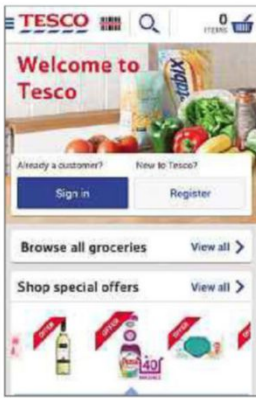 TESCO
0
ITEMS
Welcome to
Tesco
Already a customer?
New to Tesco?
Sign in
Register
Browse all groceries
View all
Shop special offers
View all
OFFER
OFFER
OFFER
40